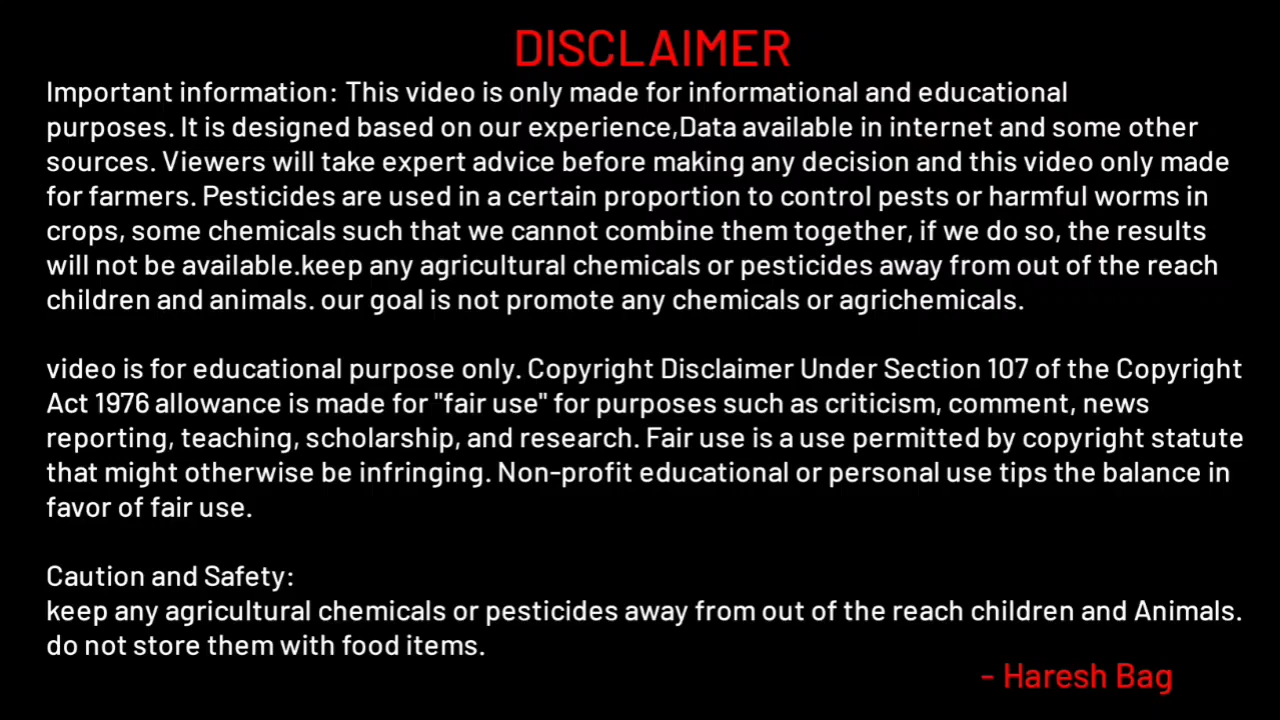 DISCLAIMER
Important information: This video is only made for informational and educational
purposes. It is designed based on our experience,Data available in internet and some other
sources. Viewers will take expert advice before making any decision and this video only made
for farmers. Pesticides are used in a certain proportion to control pests or harmful worms in
crops, some chemicals such that we cannot combine them together, if we do so, the results
will not be available.keep any agricultural chemicals or pesticides away from out of the reach
children and animals. our goal is not promote any chemicals or agrichemicals.
video is for educational purpose only. Copyright Disclaimer Under Section 107 of the Copyright
Act 1976 allowance is made for "fair use" for purposes such as criticism, comment, news
reporting, teaching, scholarship, and research. Fair use is a use permitted by copyright statute
that might otherwise be infringing. Non-profit educational or personal use tips the balance in
favor of fair use.
Caution and Safety:
keep any agricultural chemicals or pesticides away from out of the reach children and Animals.
do not store them with food items.
- Haresh Bag